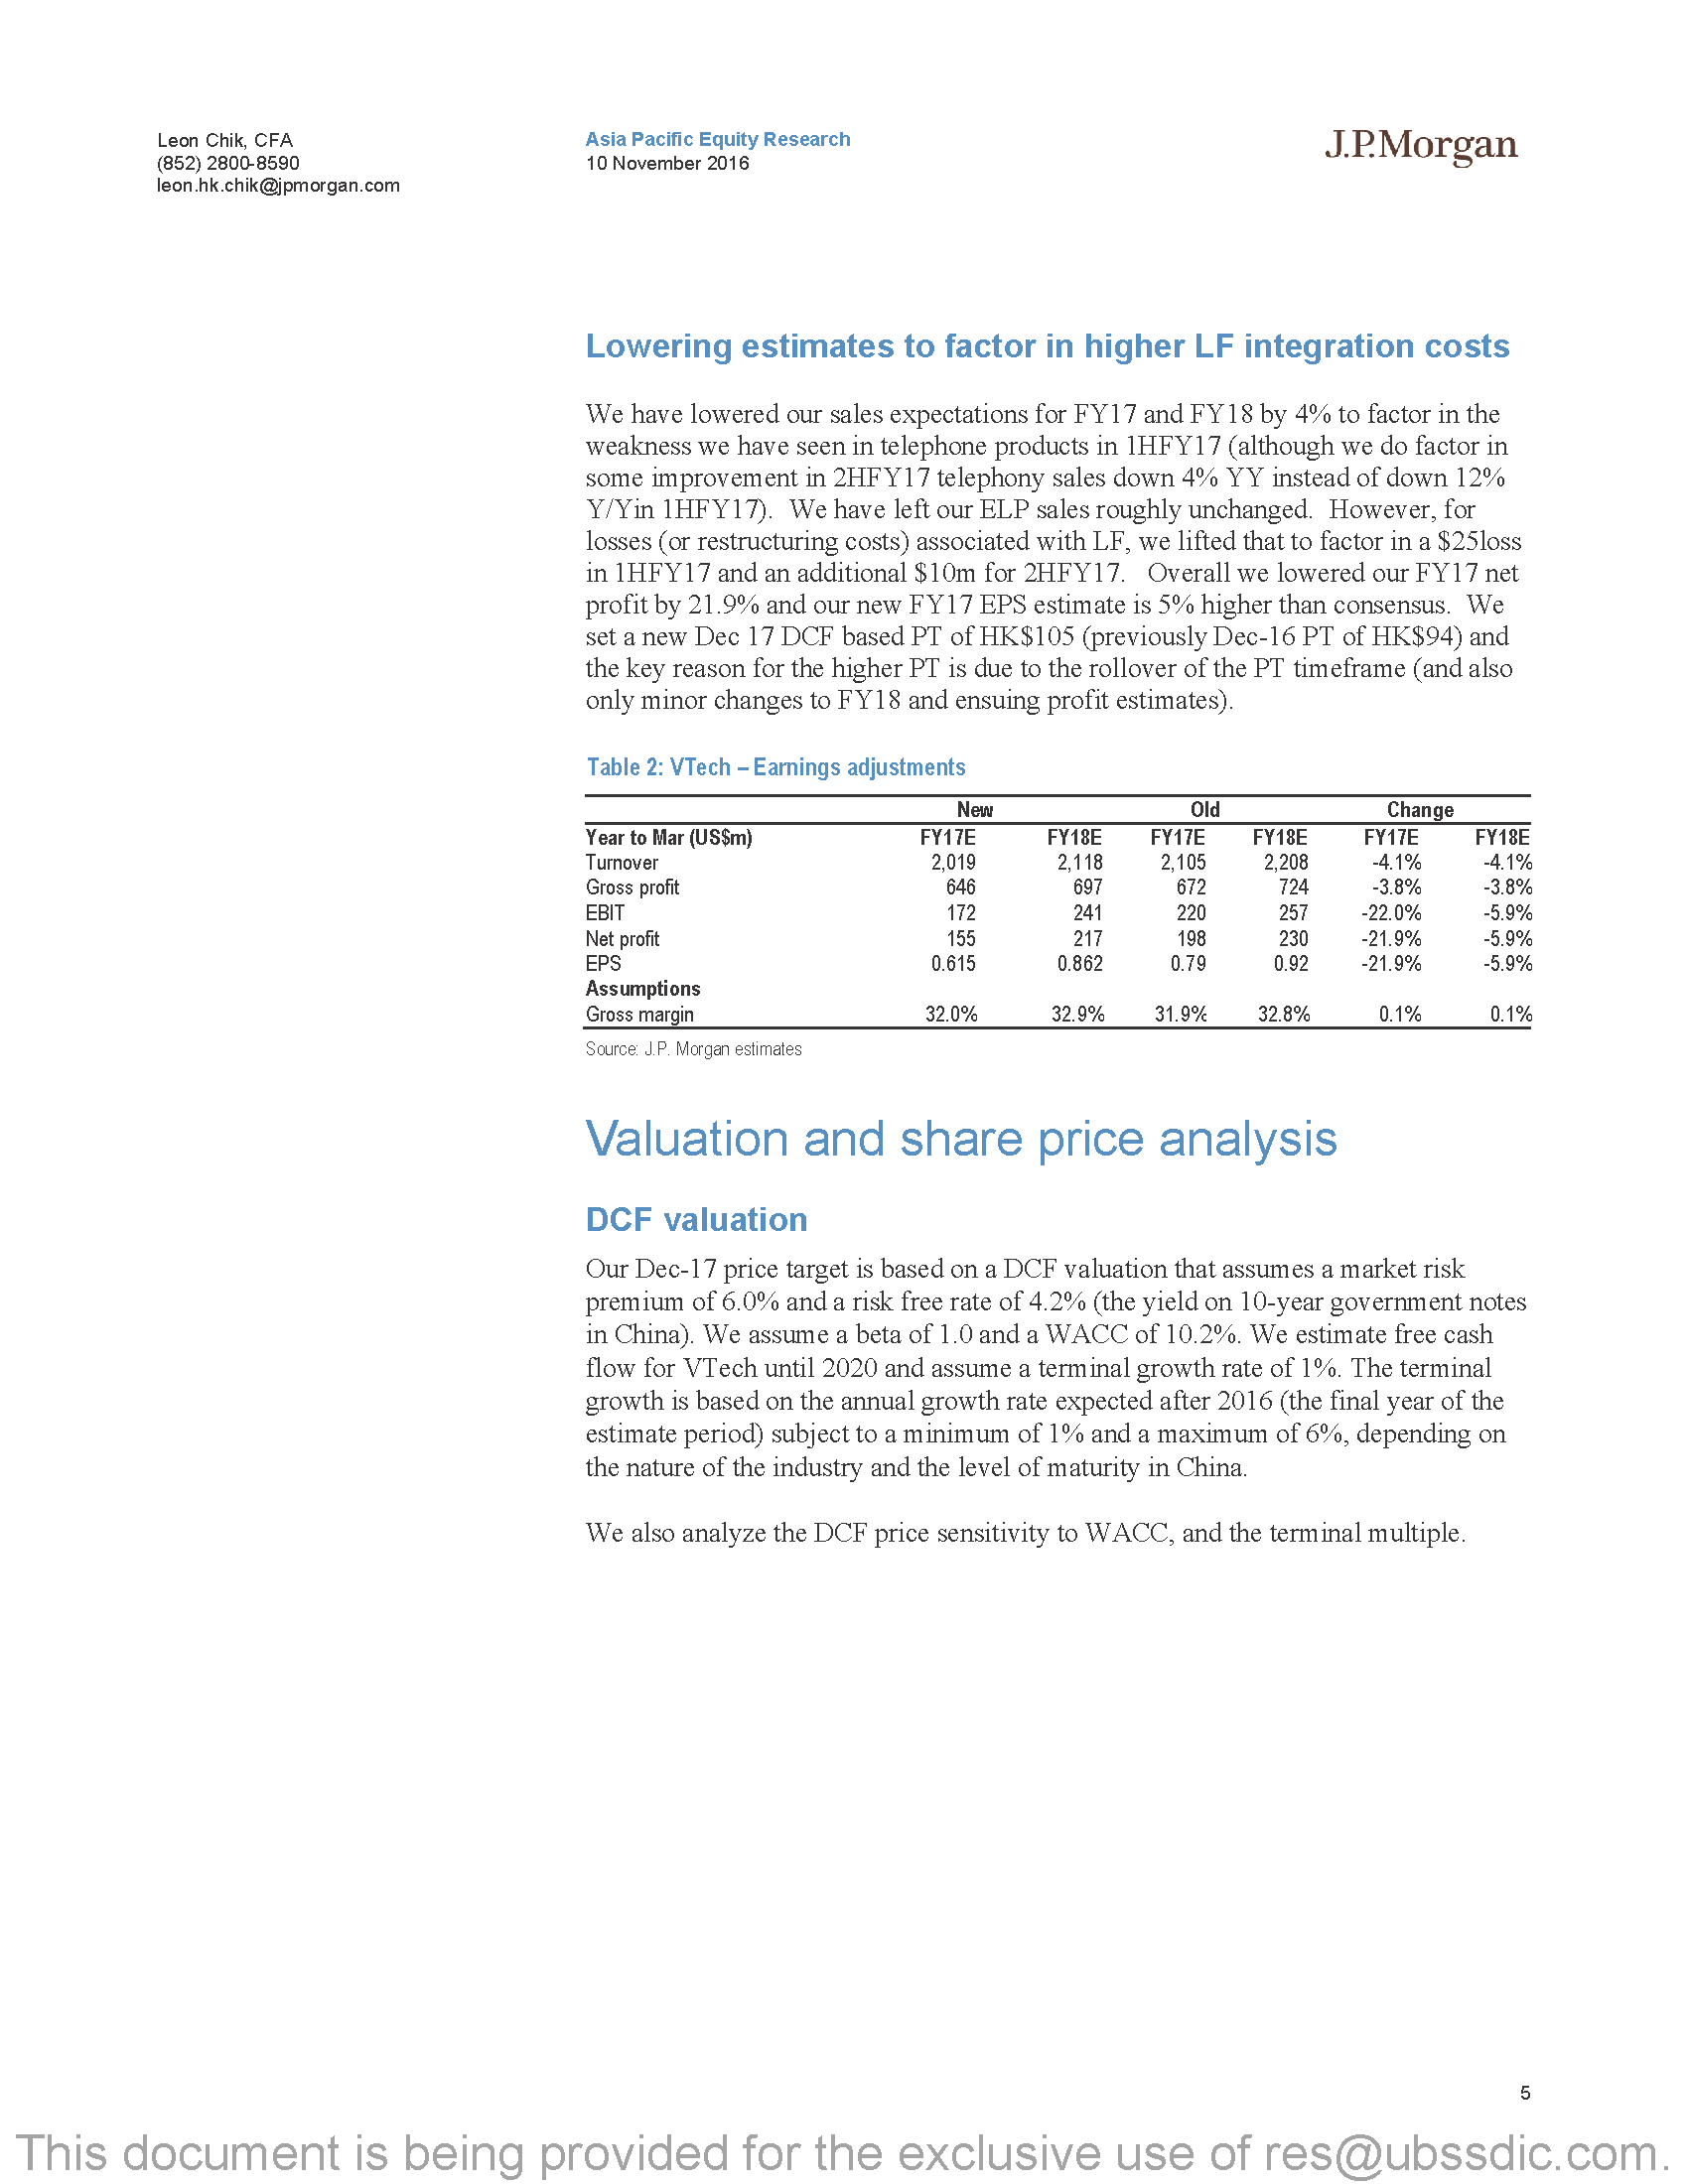 Leon Chik, CFA
(852) 2800-8590
leon.hk.chik@jpmorgan.com
Asia Pacific Equity Research
10 November 2016
J.P.Morgan
Lowering estimates to factor in higher LF integration costs
We have lowered our sales expectations for FY17 and FY18 by 4% to factor in the
weakness we have seen in telephone products in 1HFY17 (although we do factor in
some improvement in 2HFY17 telephony sales down 4% YY instead of down 12%
Y/Yin 1HFY17).  We have left our ELP sales roughly unchanged.  However, for
losses (or restructuring costs) associated with LF, we lifted that to factor in a $25loss
in 1HFY17 and an additional $10m for 2HFY17.   Overall we lowered our FY17 net
profit by 21.9% and our new FY17 EPS estimate is 5% higher than consensus.  We
set a new Dec 17 DCF based PT of HK$105 (previously Dec-16 PT of HK$94) and
the key reason for the higher PT is due to the rollover of the PT timeframe (and also
only minor changes to FY18 and ensuing profit estimates).
Table 2: VTech – Earnings adjustments
New Old Change
Year to Mar (US$m) FY17E FY18E FY17E FY18E FY17E FY18E
Turnover 2,019 2,118 2,105 2,208 -4.1% -4.1%
Gross profit 646 697 672 724 -3.8% -3.8%
EBIT 172 241 220 257 -22.0% -5.9%
Net profit 155 217 198 230 -21.9% -5.9%
EPS 0.615 0.862 0.79 0.92 -21.9% -5.9%
Assumptions
Gross margin 32.0% 32.9% 31.9% 32.8% 0.1% 0.1%
Source: J.P. Morgan estimates
Valuation and share price analysis
DCF valuation
Our Dec-17 price target is based on a DCF valuation that assumes a market risk
premium of 6.0% and a risk free rate of 4.2% (the yield on 10-year government notes
in China). We assume a beta of 1.0 and a WACC of 10.2%. We estimate free cash
flow for VTech until 2020 and assume a terminal growth rate of 1%. The terminal
growth is based on the annual growth rate expected after 2016 (the final year of the
estimate period) subject to a minimum of 1% and a maximum of 6%, depending on
the nature of the industry and the level of maturity in China.
We also analyze the DCF price sensitivity to WACC, and the terminal multiple.
5
This document is being provided for the exclusive use of res@ubssdic.com.